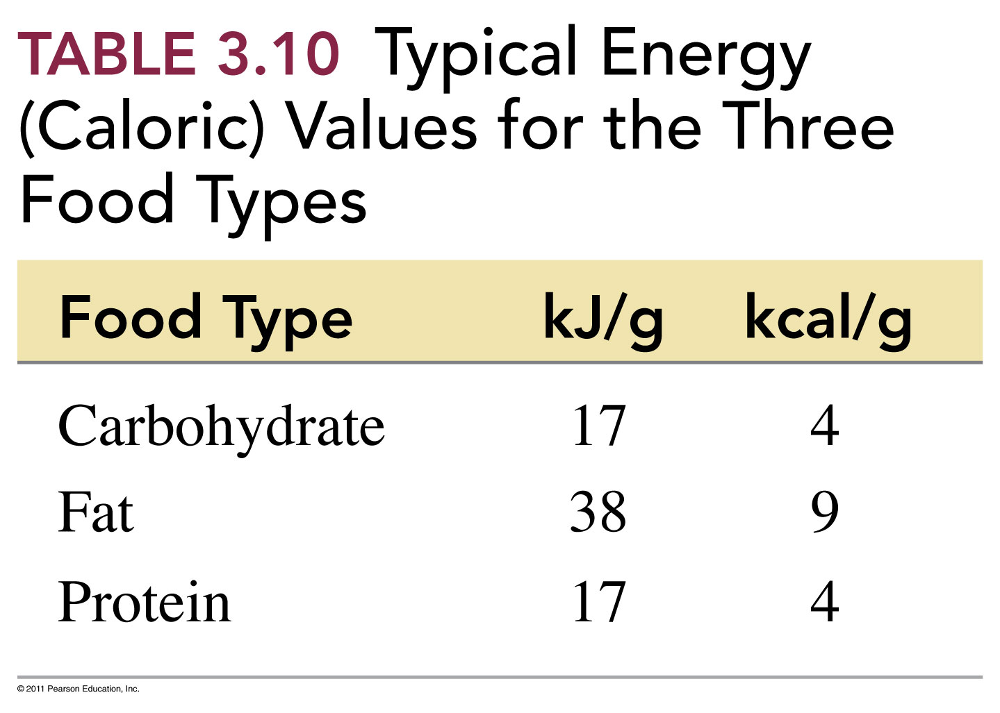 TABLE 3.10 Typical Energy
(Caloric) Values for the Three
Food Types
Food Type kJ/g kcal/g
Carbohydrate 17 4
Fat 38 9
Protein 17 4
© 2011 Pearson Education, Inc.